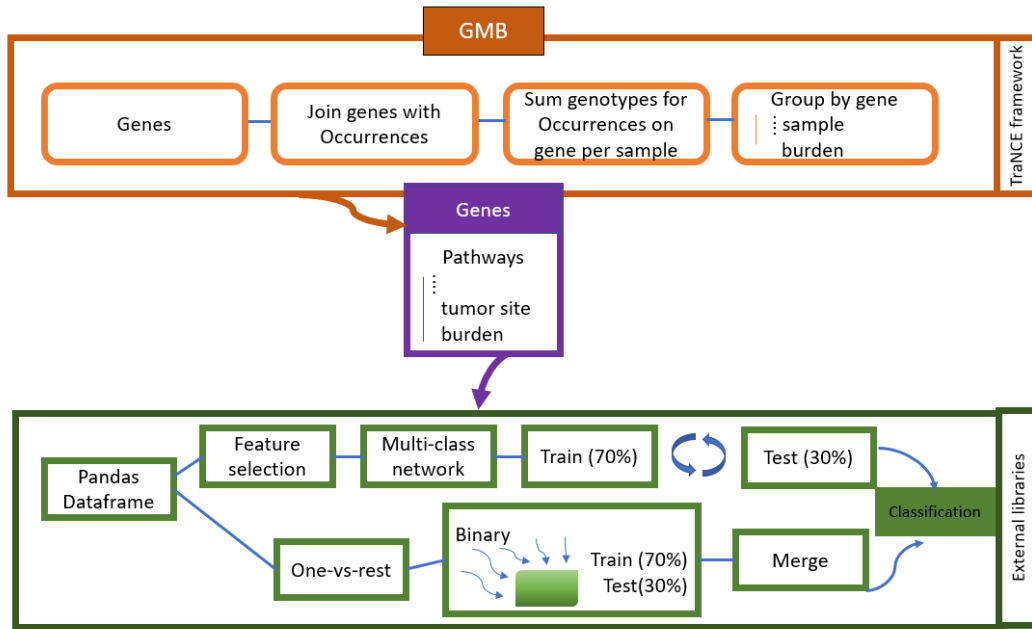 GMB
Genes
Join genes with
Occurrences
Sum genotypes for
Occurrences on
gene per sample
Group by gene
sample
burden
TraNCE framework
Genes
Pathways
tumor site
burden
Pandas
Dataframe
Feature
selection
Multi-class
network
Train (70%)
Test (30%)
Classification
One-vs-rest
Binary
Train (70%)
Test(30%)
Merge
External libraries